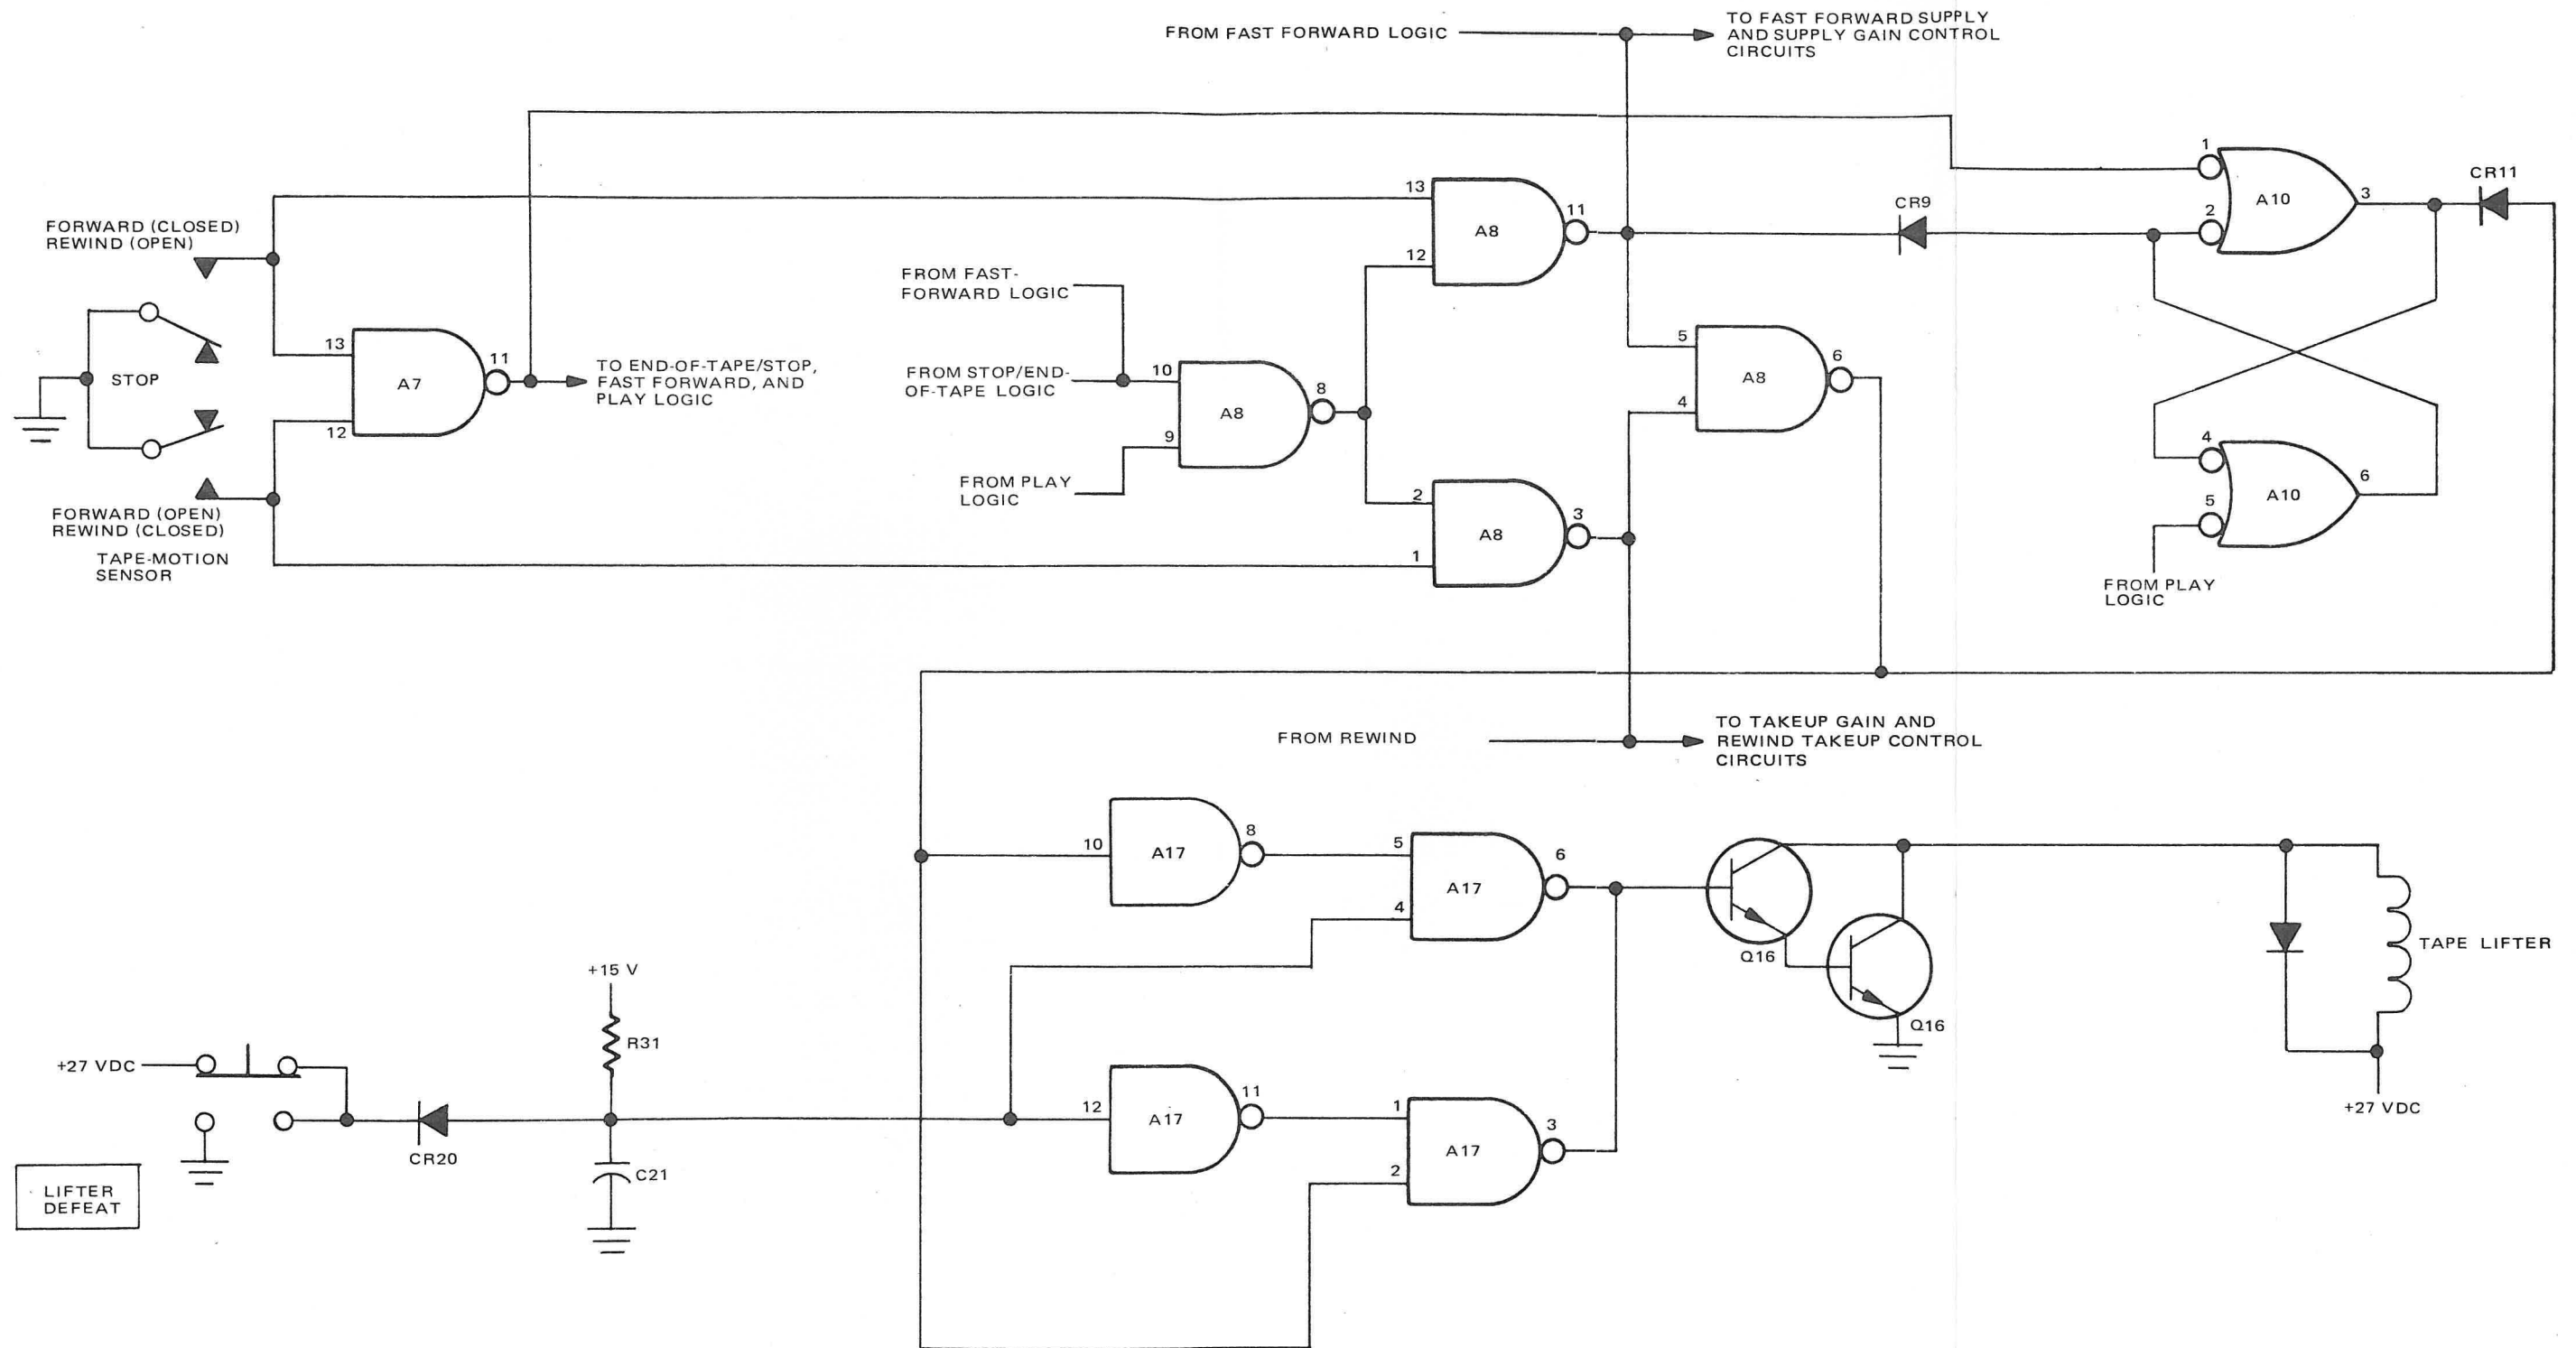 FROM FAST FORWARD LOGIC
TO FAST FORWARD SUPPLY
AND SUPPLY GAIN CONTROL
CIRCUITS
FORWARD (CLOSED)
REWIND (OPEN)
STOP
FORWARD (OPEN)
REWIND (CLOSED)
TAPE-MOTION
SENSOR
13
12
A7
11
TO END-OF-TAPE/STOP,
FAST FORWARD, AND
PLAY LOGIC
FROM FAST-
FORWARD LOGIC
FROM STOP/END-
OF-TAPE LOGIC
FROM PLAY
LOGIC
10
9
A8
8
13
12
A8
11
2
1
A8
3
5
4
A8
6
CR9
1
2
A10
3
CR11
4
5
A10
6
FROM PLAY
LOGIC
FROM REWIND
TO TAKEUP GAIN AND
REWIND TAKEUP CONTROL
CIRCUITS
10
A17
8
5
4
A17
6
Q16
Q16
TAPE LIFTER
+27 VDC
+15 V
R31
+27 VDC
CR20
C21
LIFTER
DEFEAT
12
A17
11
1
2
A17
3